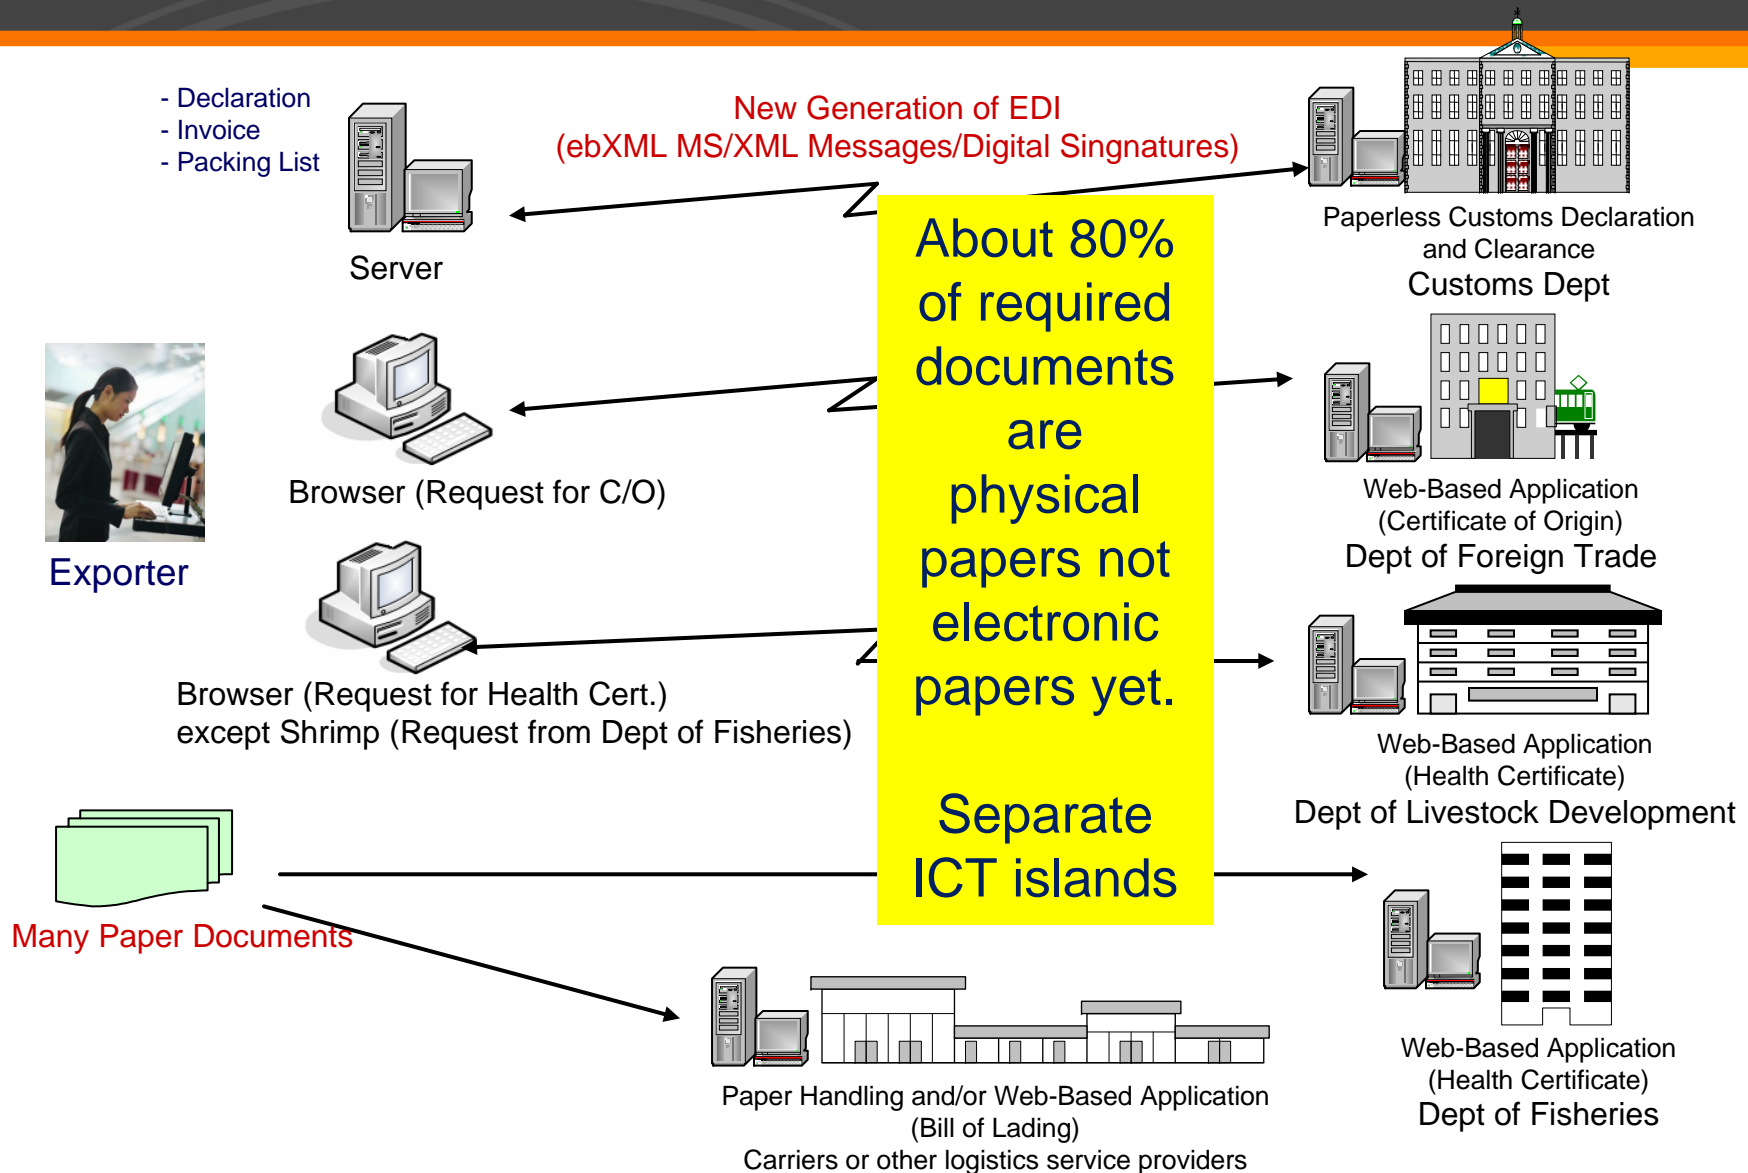 - Declaration
- Invoice
- Packing List
New Generation of EDI
(ebXML MS/XML Messages/Digital Singnatures)
Server
Paperless Customs Declaration
and Clearance
Customs Dept
About 80%
of required
documents
are
physical
papers not
electronic
papers yet.
Separate
ICT islands
Exporter
Browser (Request for C/O)
Web-Based Application
(Certificate of Origin)
Dept of Foreign Trade
Browser (Request for Health Cert.)
except Shrimp (Request from Dept of Fisheries)
Web-Based Application
(Health Certificate)
Dept of Livestock Development
Many Paper Documents
Web-Based Application
(Health Certificate)
Dept of Fisheries
Paper Handling and/or Web-Based Application
(Bill of Lading)
Carriers or other logistics service providers